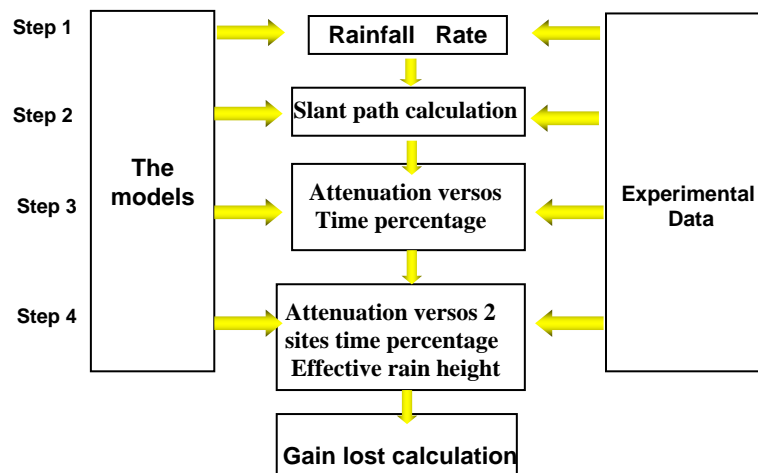 Step 1
Rainfall Rate
Step 2
Slant path calculation
The
models
Step 3
Attenuation versos
Time percentage
Experimental
Data
Step 4
Attenuation versos 2
sites time percentage
Effective rain height
Gain lost calculation